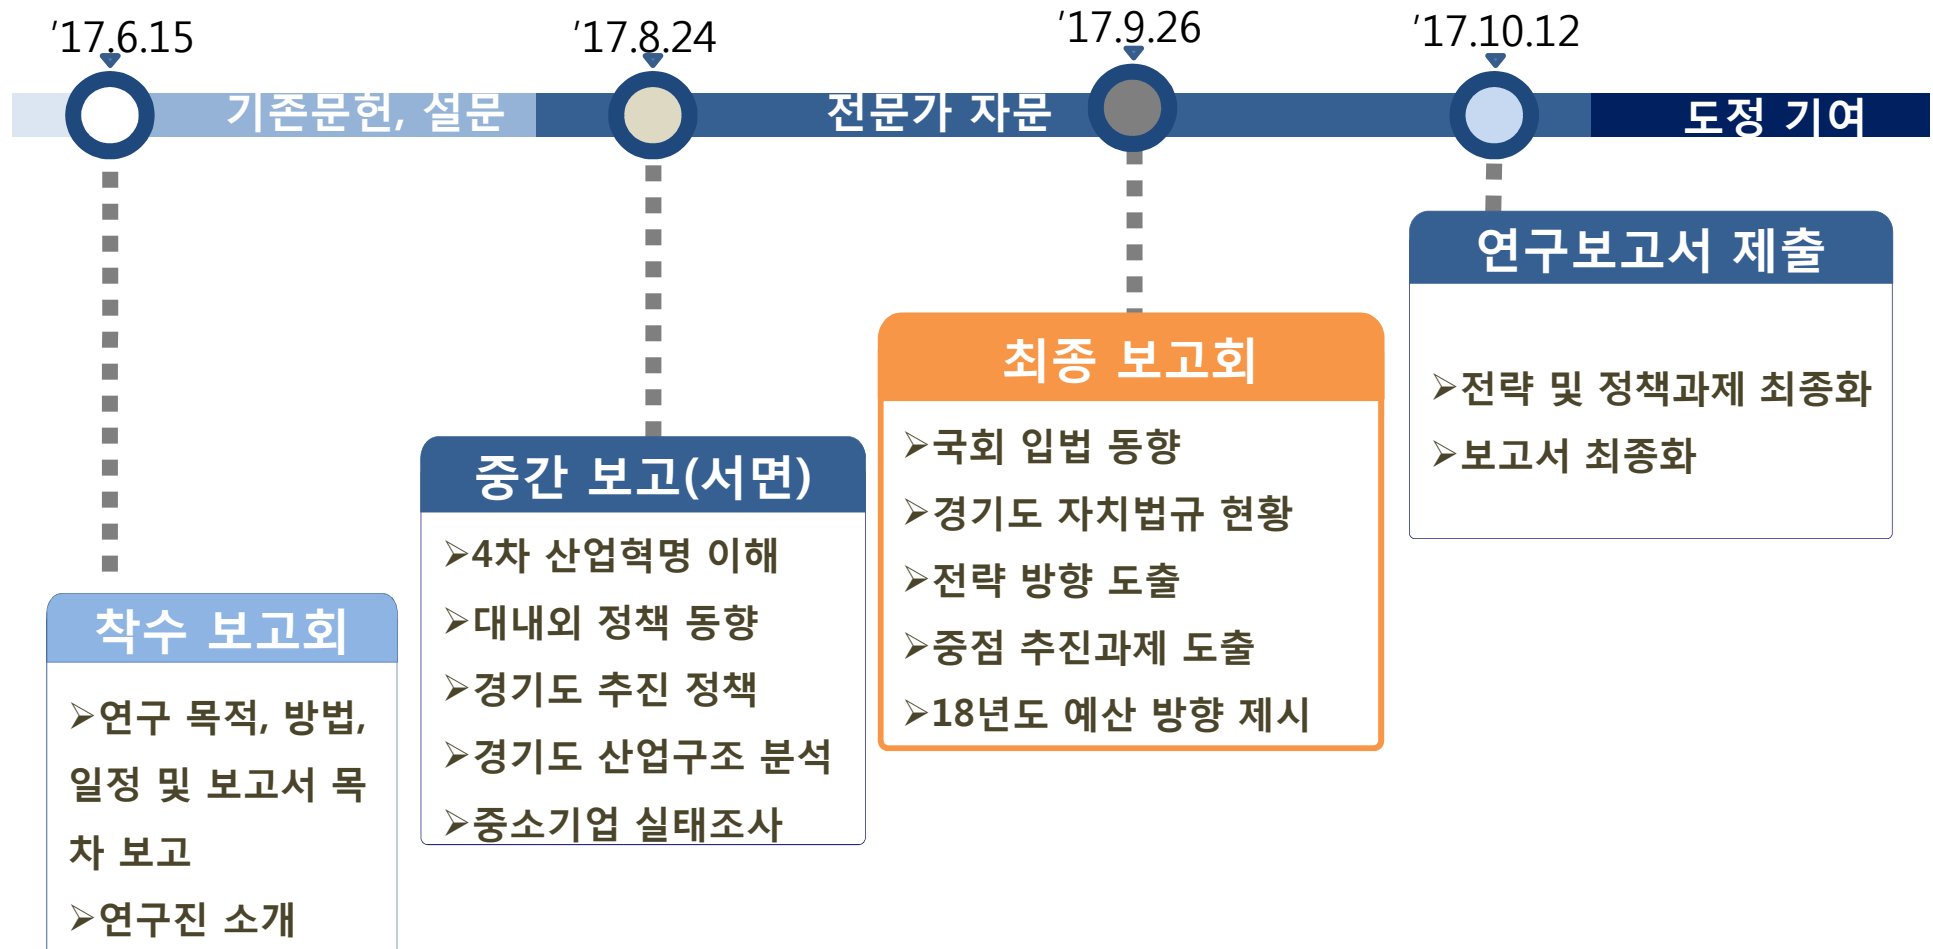 '17.6.15
'17.8.24
'17.9.26
'17.10.12
기존문헌, 설문
전문가 자문
도정 기여
착수 보고회
➢연구 목적, 방법,
일정 및 보고서 목
차 보고
➢연구진 소개
중간 보고(서면)
➢4차 산업혁명 이해
➢대내외 정책 동향
➢경기도 추진 정책
➢경기도 산업구조 분석
➢중소기업 실태조사
최종 보고회
➢국회 입법 동향
➢경기도 자치법규 현황
➢전략 방향 도출
➢중점 추진과제 도출
➢18년도 예산 방향 제시
연구보고서 제출
➢전략 및 정책과제 최종화
➢보고서 최종화